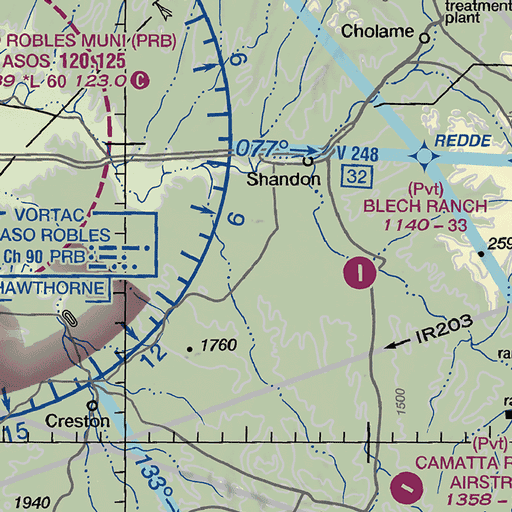 treatment
plant
Cholame
O ROBLES MUNI (PRB)
ASOS 120.125
*L 60 123.0 C
9
077°
V 248
REDDE
32
Shandon
(Pvt)
BLECH RANCH
1140 - 33
6
VORTAC
ASO ROBLES
Ch 90 PRB
HAWTHORNE
259
IR203
12
1760
1500
15
Creston
133°
(Pvt)
CAMATTA R
AIRSTR
1358 -
1940